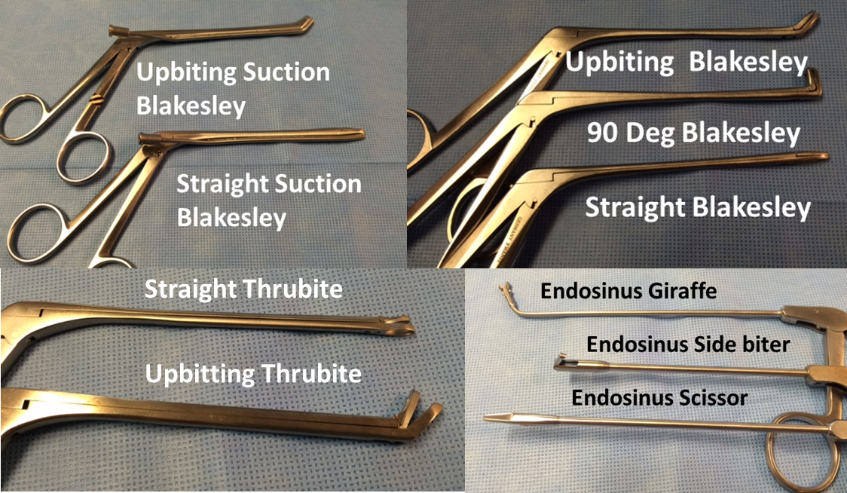 Upbiting Suction
Blakesley
Straight Suction
Blakesley
Upbiting Blakesley
90 Deg Blakesley
Straight Blakesley
Straight Thrubite
Upbitting Thrubite
Endosinus Giraffe
Endosinus Side biter
Endosinus Scissor